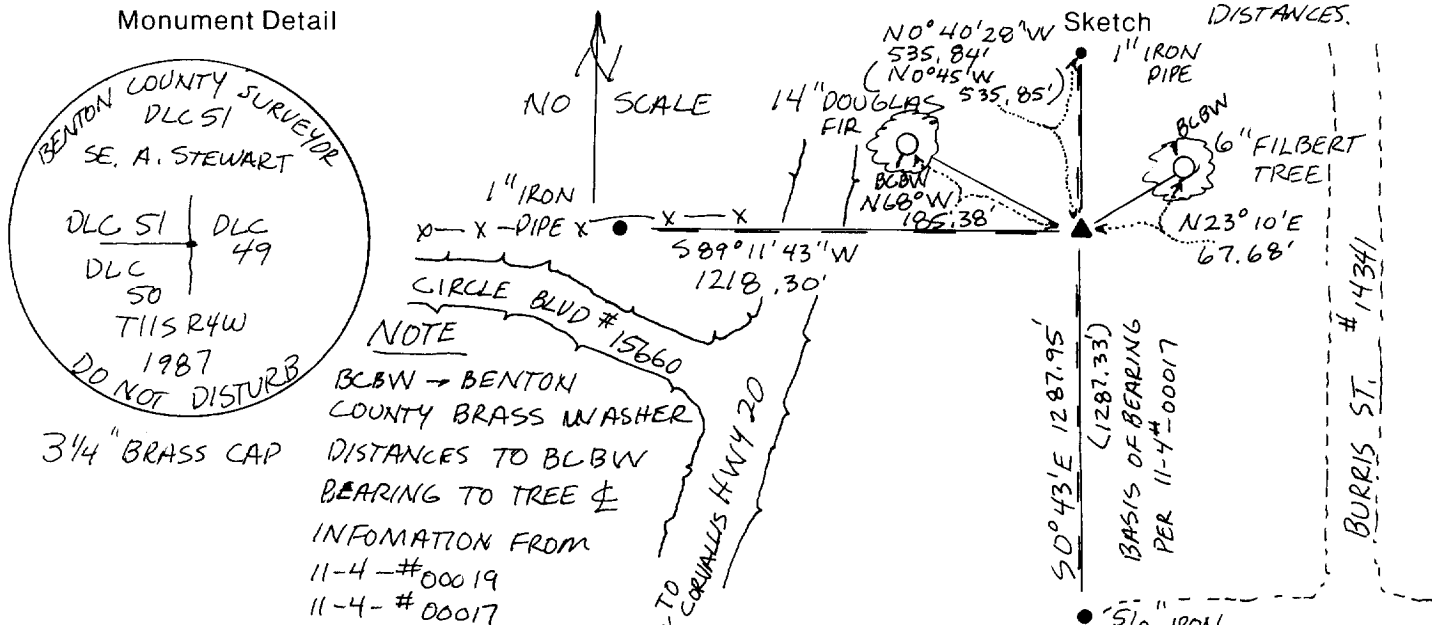 Monument Detail
BENTON COUNTY SURVEYOR
DLC 51
SE. A. STEWART
DLC 51
DLC
49
DLC
50
T11S R4W
1987
DO NOT DISTURB
3 1/4" BRASS CAP
N
NO SCALE
Sketch
DISTANCES.
N0°40'28"W
535.84'
(N0°45'W
535.85')
1" IRON
PIPE
14" DOUGLAS
FIR
BCBW
N68°W
185.38'
BCBW
6" FILBERT
TREE
N23°10'E
67.68'
1" IRON
x — x — PIPE x
x — x
S89°11'43"W
1218.30'
CIRCLE BLVD #15660
NOTE
BCBW → BENTON
COUNTY BRASS WASHER
DISTANCES TO BCBW
BEARING TO TREE ℄
INFOMATION FROM
11-4-#00019
11-4-#00017
TO
CORVALLIS HWY 20
S0°43'E 1287.95'
(1287.33')
BASIS OF BEARING
PER 11-4#-00017
BURRIS ST. #14341
IRON